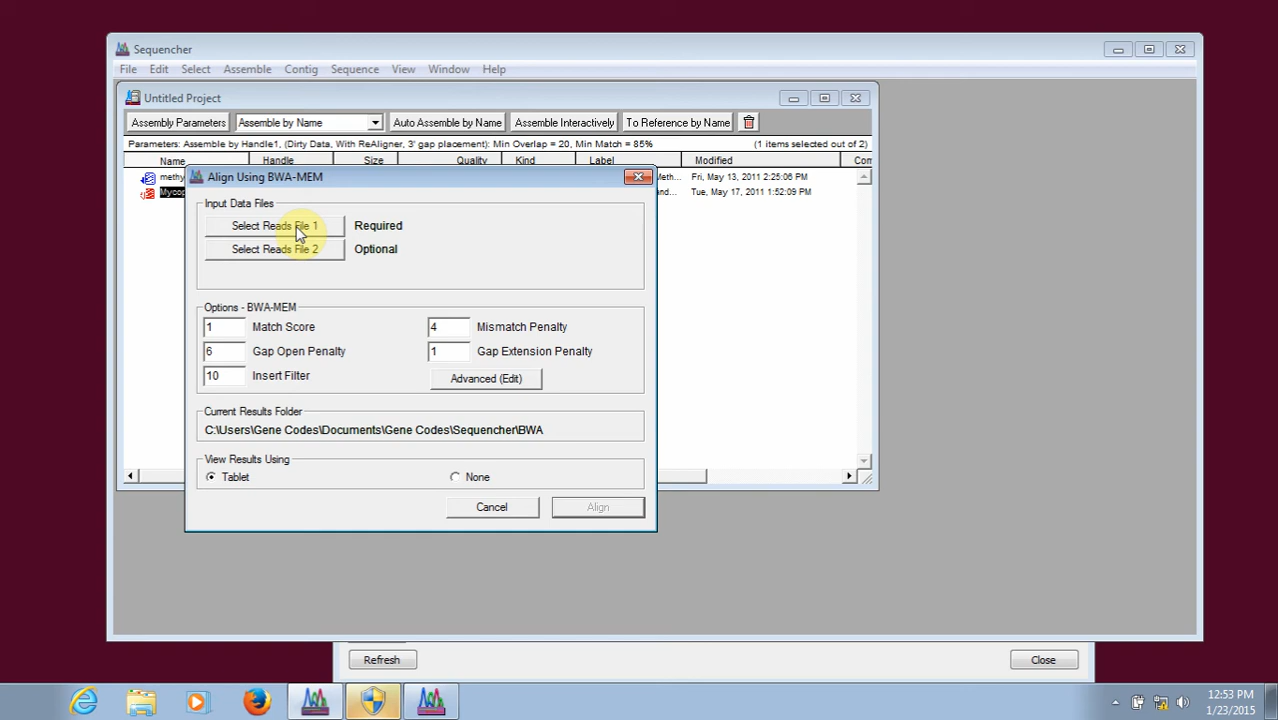 Sequencher
File Edit Select Assemble Contig Sequence View Window Help
Untitled Project
Assembly Parameters Assemble by Name Auto Assemble by Name Assemble Interactively To Reference by Name
Parameters: Assemble by Handle1, (Dirty Data, With ReAligner, 3' gap placement): Min Overlap = 20, Min Match = 85% (1 items selected out of 2)
Name Handle Size Quality Kind Label Modified Com
Fri, May 13, 2011 2:25:06 PM
Tue, May 17, 2011 1:52:09 PM
Align Using BWA-MEM
Input Data Files
Select Reads File 1 Required
Select Reads File 2 Optional
Options - BWA-MEM
1 Match Score 4 Mismatch Penalty
6 Gap Open Penalty 1 Gap Extension Penalty
10 Insert Filter Advanced (Edit)
Current Results Folder
C:\Users\Gene Codes\Documents\Gene Codes\Sequencher\BWA
View Results Using
Tablet None
Cancel Align
Refresh Close
12:53 PM
1/23/2015